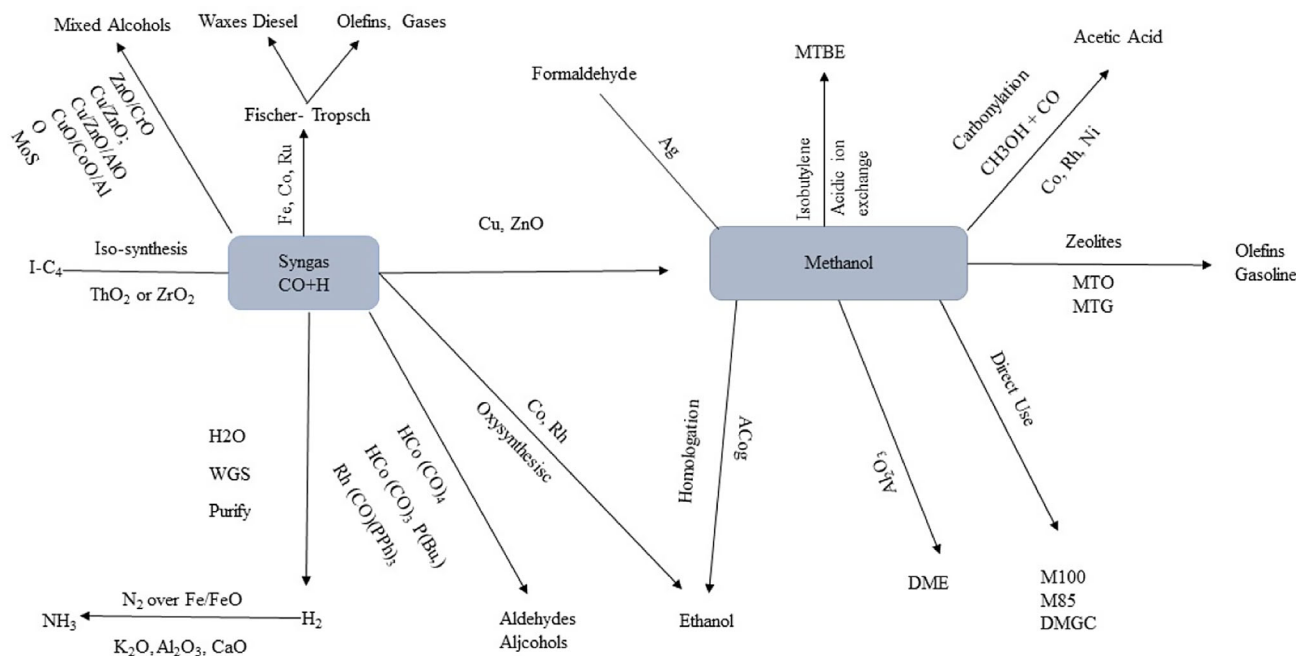 Waxes Diesel
Olefins, Gases
Mixed Alcohols
Fischer- Tropsch
ZnO/CrO
Cu/ZnO;
Cu/ZnO/AlO
CuO/CoO/Al
O
MoS
Fe, Co, Ru
Iso-synthesis
I-C₄
ThO₂ or ZrO₂
Syngas
CO+H
Cu, ZnO
Formaldehyde
Ag
MTBE
Isobutylene
Acidic ion
exchange
Acetic Acid
Carbonylation
CH3OH + CO
Co, Rh, Ni
Methanol
Zeolites
MTO
MTG
Olefins
Gasoline
H2O
WGS
Purify
HCo (CO)₄
HCo (CO)₃ P(Bu,)
Rh (CO)(PPh)₃
Co, Rh
Oxysynthesisc
Homologation
ACog
Al₂O₃
Direct Use
N₂ over Fe/FeO
NH₃
H₂
K₂O, Al₂O₃, CaO
Aldehydes
Aljcohols
Ethanol
DME
M100
M85
DMGC